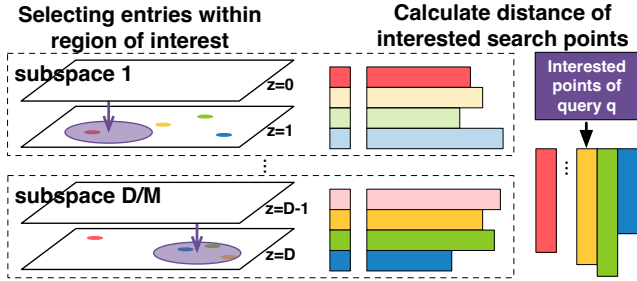 Selecting entries within
region of interest
Calculate distance of
interested search points
subspace 1
z=0
z=1
Interested
points of
query q
...
...
subspace D/M
z=D-1
z=D